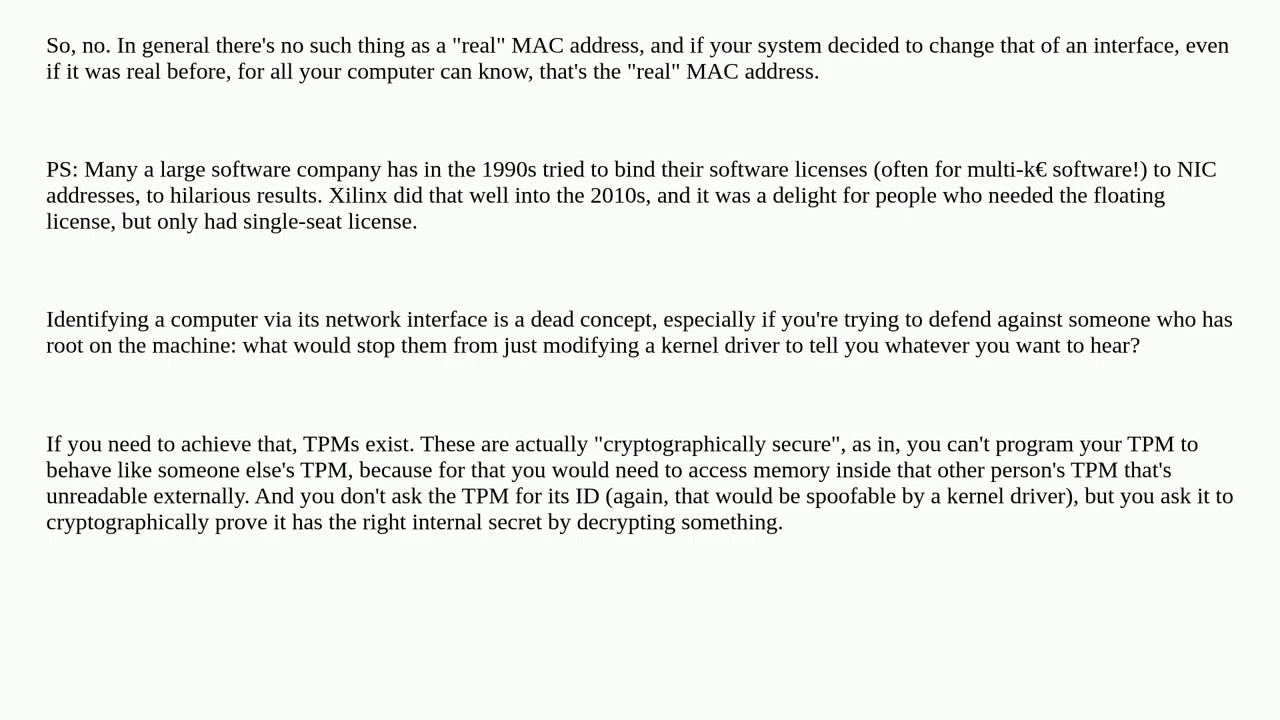 So, no. In general there's no such thing as a "real" MAC address, and if your system decided to change that of an interface, even
if it was real before, for all your computer can know, that's the "real" MAC address.
PS: Many a large software company has in the 1990s tried to bind their software licenses (often for multi-k€ software!) to NIC
addresses, to hilarious results. Xilinx did that well into the 2010s, and it was a delight for people who needed the floating
license, but only had single-seat license.
Identifying a computer via its network interface is a dead concept, especially if you're trying to defend against someone who has
root on the machine: what would stop them from just modifying a kernel driver to tell you whatever you want to hear?
If you need to achieve that, TPMs exist. These are actually "cryptographically secure", as in, you can't program your TPM to
behave like someone else's TPM, because for that you would need to access memory inside that other person's TPM that's
unreadable externally. And you don't ask the TPM for its ID (again, that would be spoofable by a kernel driver), but you ask it to
cryptographically prove it has the right internal secret by decrypting something.